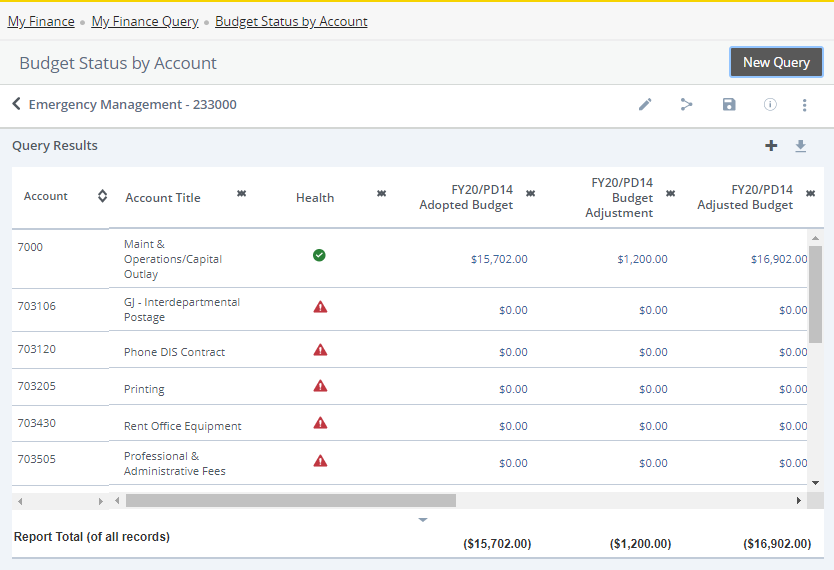 My Finance • My Finance Query • Budget Status by Account
Budget Status by Account
New Query
Emergency Management - 233000
Query Results
Account
Account Title
Health
FY20/PD14
Adopted Budget
FY20/PD14
Budget
Adjustment
FY20/PD14
Adjusted Budget
7000
Maint &
Operations/Capital
Outlay
$15,702.00 $1,200.00 $16,902.00
703106
GJ - Interdepartmental
Postage
$0.00 $0.00 $0.00
703120 Phone DIS Contract $0.00 $0.00 $0.00
703205 Printing $0.00 $0.00 $0.00
703430 Rent Office Equipment $0.00 $0.00 $0.00
703505
Professional &
Administrative Fees
$0.00 $0.00 $0.00
Report Total (of all records) ($15,702.00) ($1,200.00) ($16,902.00)